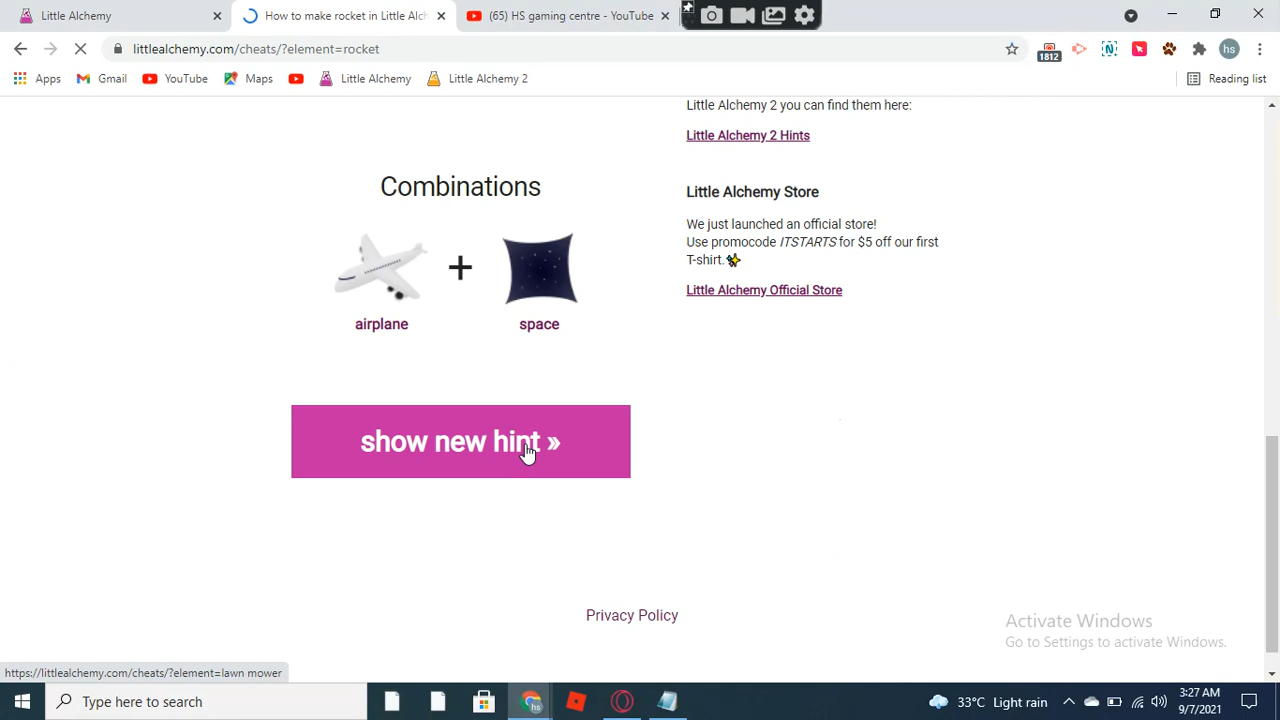 Little Alchemy
How to make rocket in Little Alch
(65) HS gaming centre - YouTube
littlealchemy.com/cheats/?element=rocket
1812
hs
Apps
Gmail
YouTube
Maps
Little Alchemy
Little Alchemy 2
Reading list
Little Alchemy 2 you can find them here:
Little Alchemy 2 Hints
Combinations
Little Alchemy Store
We just launched an official store!
Use promocode ITSTARTS for $5 off our first
T-shirt.✨
Little Alchemy Official Store
+
airplane
space
show new hint »
Privacy Policy
Activate Windows
Go to Settings to activate Windows.
https://littlealchemy.com/cheats/?element=lawn mower
Type here to search
hs
33°C Light rain
3:27 AM
9/7/2021